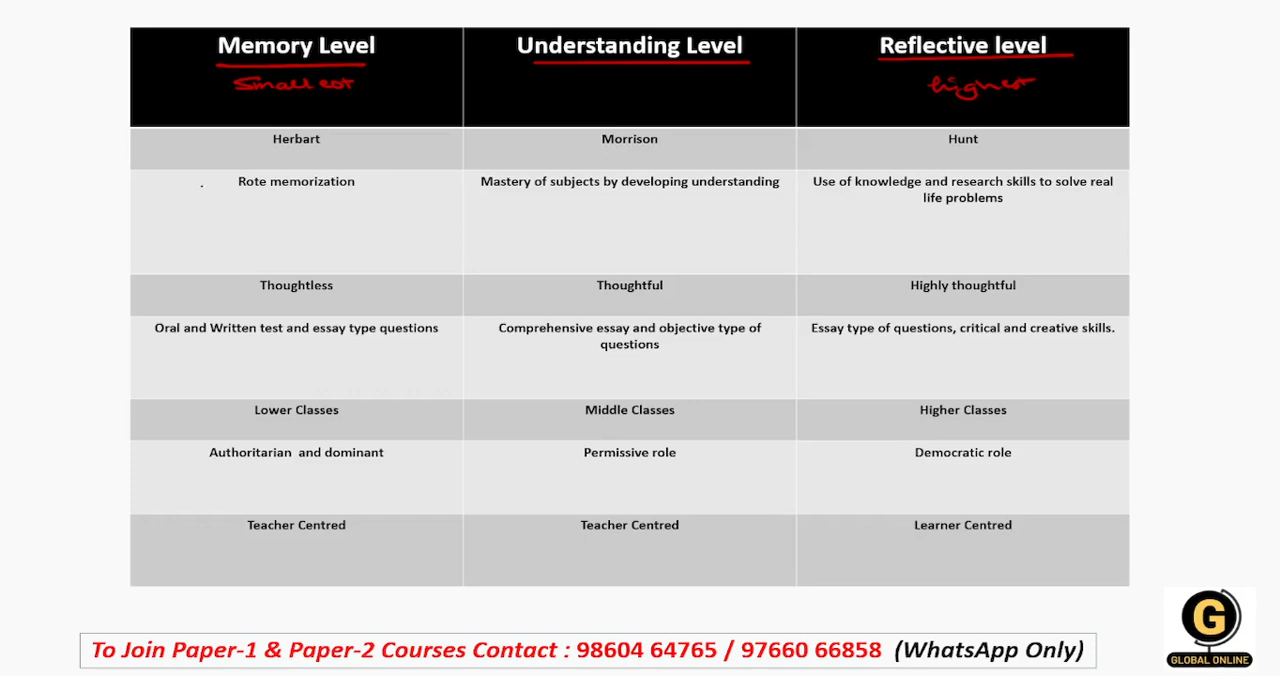 Memory Level Understanding Level Reflective level
Smallest highest
Herbart Morrison Hunt
Rote memorization Mastery of subjects by developing understanding Use of knowledge and research skills to solve real
life problems
Thoughtless Thoughtful Highly thoughtful
Oral and Written test and essay type questions Comprehensive essay and objective type of Essay type of questions, critical and creative skills.
questions
Lower Classes Middle Classes Higher Classes
Authoritarian and dominant Permissive role Democratic role
Teacher Centred Teacher Centred Learner Centred
To Join Paper-1 & Paper-2 Courses Contact : 98604 64765 / 97660 66858 (WhatsApp Only)
G
GLOBAL ONLINE